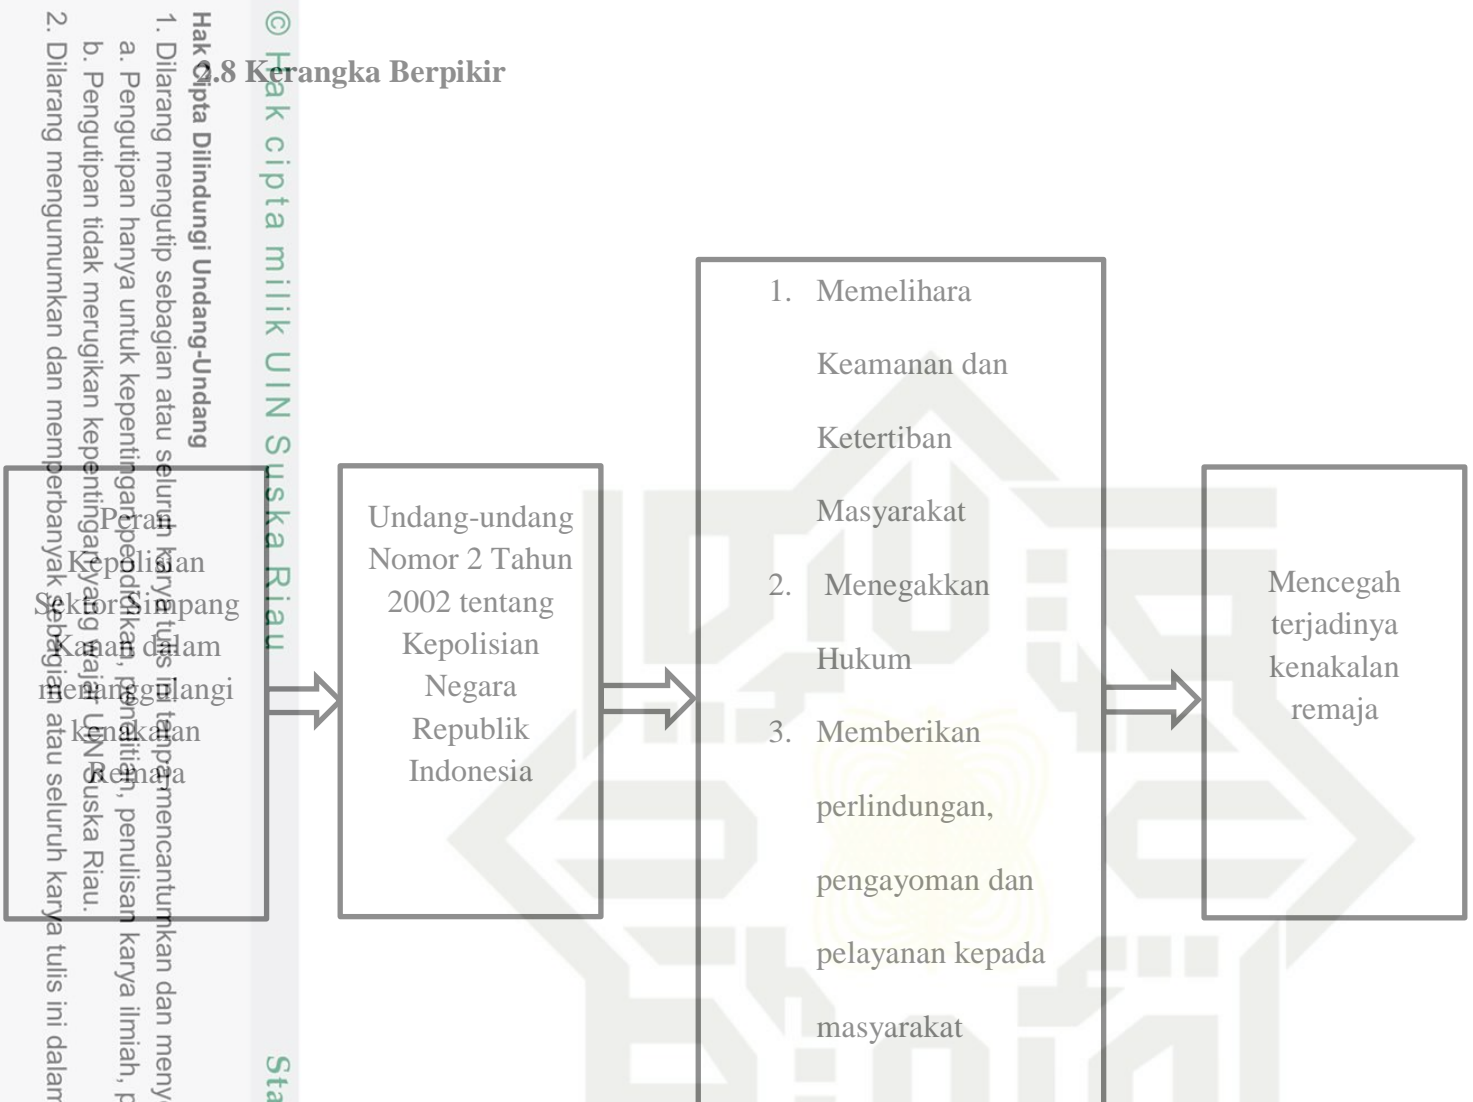 2.8 Kerangka Berpikir
Peran
Kepolisian
Sektor Simpang
Kanan dalam
menanggulangi
kenakalan
Remaja
Undang-undang
Nomor 2 Tahun
2002 tentang
Kepolisian
Negara
Republik
Indonesia
1. Memelihara
Keamanan dan
Ketertiban
Masyarakat
2. Menegakkan
Hukum
3. Memberikan
perlindungan,
pengayoman dan
pelayanan kepada
masyarakat
Mencegah
terjadinya
kenakalan
remaja
© Hak cipta milik UIN Suska Riau
Sta
Hak Cipta Dilindungi Undang-Undang
1. Dilarang mengutip sebagian atau seluruh karya tulis ini tanpa mencantumkan dan meny
a. Pengutipan hanya untuk kepentingan pendidikan, penelitian, penulisan karya ilmiah, p
b. Pengutipan tidak merugikan kepentingan yang wajar UIN Suska Riau.
2. Dilarang mengumumkan dan memperbanyak sebagian atau seluruh karya tulis ini dalam